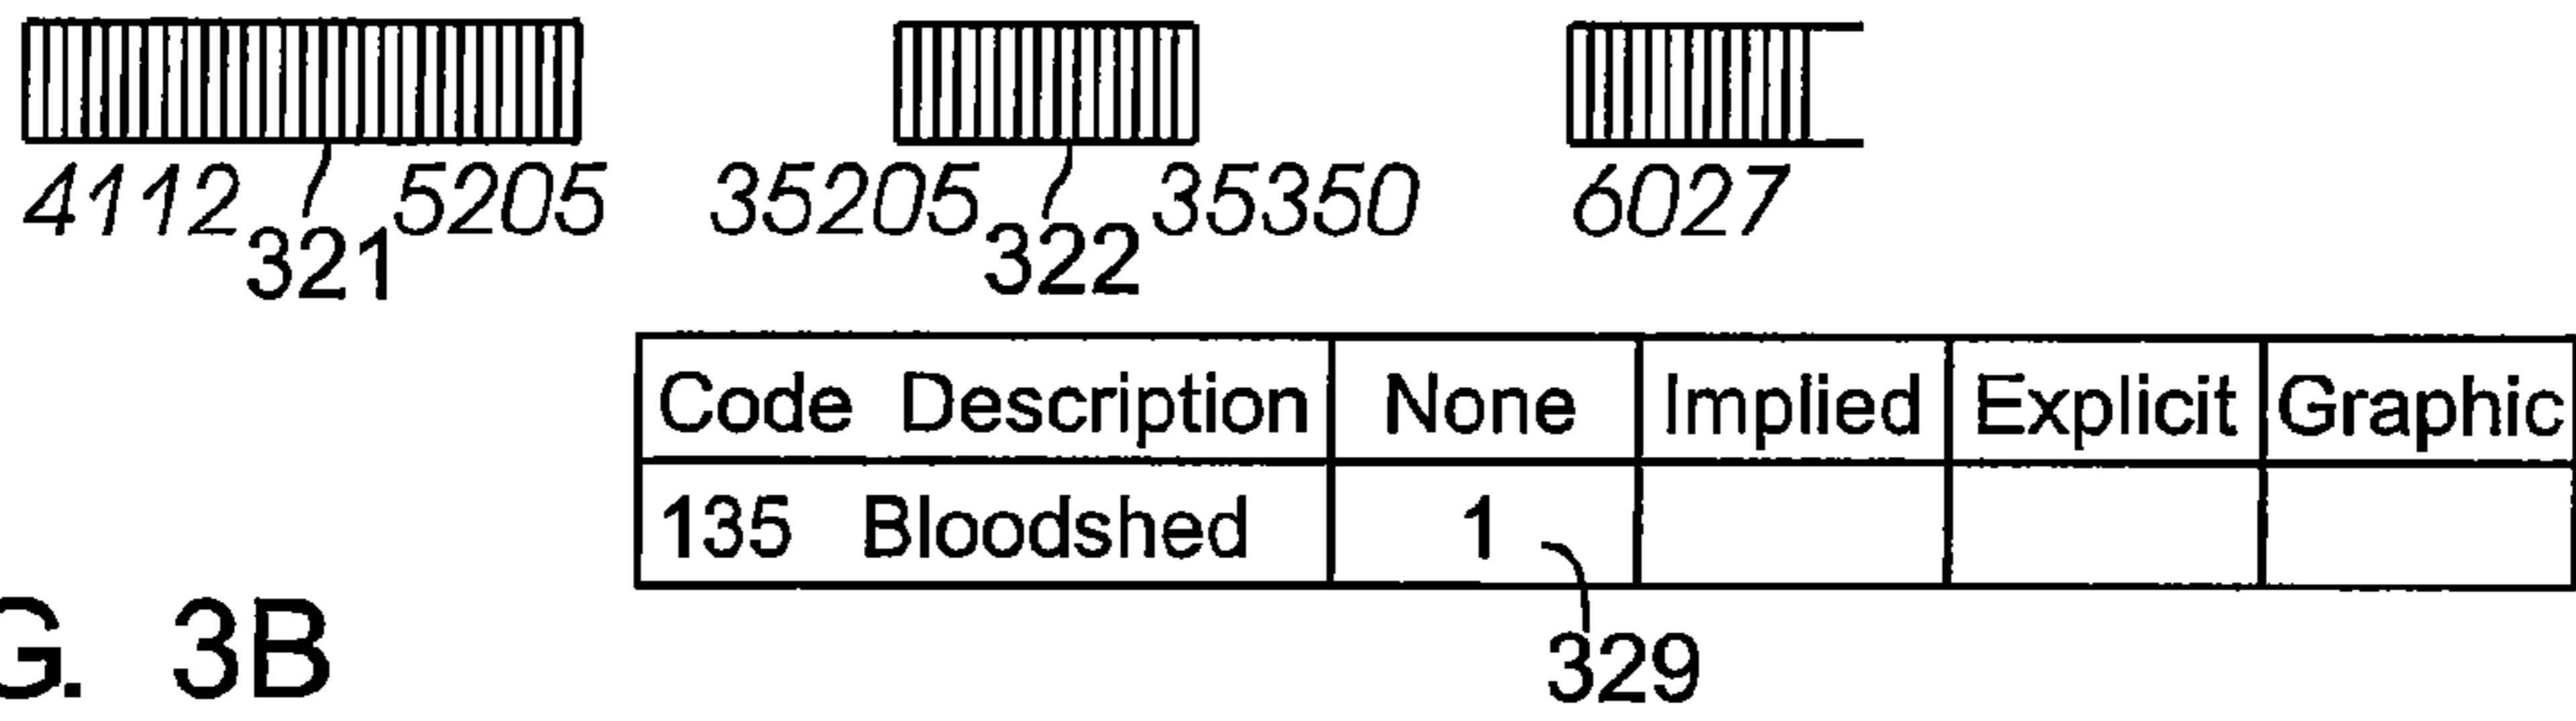 4112 321 5205 35205 322 35350 6027
Code Description None Implied Explicit Graphic
135 Bloodshed 1
329
G. 3B